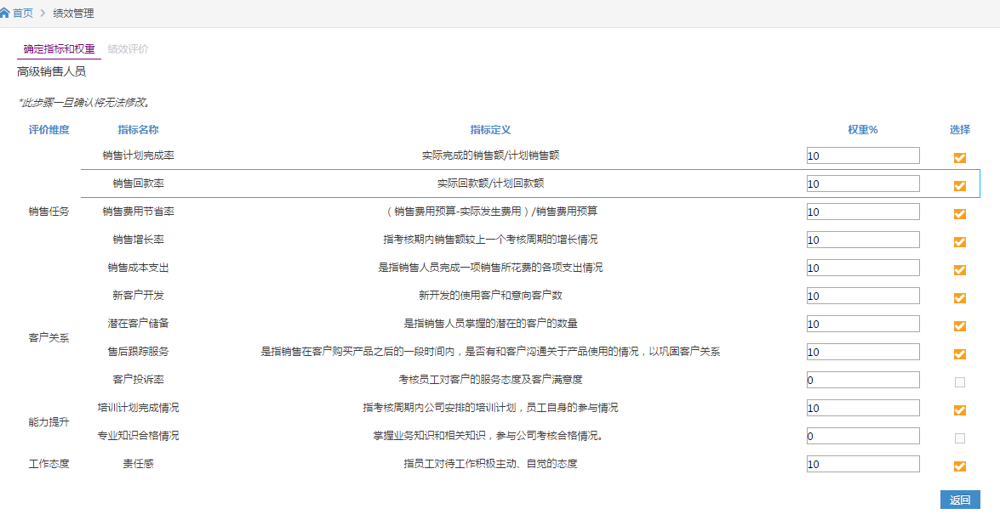 首页 > 绩效管理
确定指标和权重 绩效评价
高级销售人员
*此步骤一旦确认将无法修改。
评价维度 指标名称 指标定义 权重% 选择
销售计划完成率 实际完成的销售额/计划销售额 10
销售回款率 实际回款额/计划回款额 10
销售任务 销售费用节省率 （销售费用预算-实际发生费用）/销售费用预算 10
销售增长率 指考核期内销售额较上一个考核周期的增长情况 10
销售成本支出 是指销售人员完成一项销售所花费的各项支出情况 10
新客户开发 新开发的使用客户和意向客户数 10
潜在客户储备 是指销售人员掌握的潜在的客户的数量 10
客户关系
售后跟踪服务 是指销售在客户购买产品之后的一段时间内，是否有和客户沟通关于产品使用的情况，以巩固客户关系 10
客户投诉率 考核员工对客户的服务态度及客户满意度 0
培训计划完成情况 指考核周期内公司安排的培训计划，员工自身的参与情况 10
能力提升
专业知识合格情况 掌握业务知识和相关知识，参与公司考核合格情况。 0
工作态度 责任感 指员工对待工作积极主动、自觉的态度 10
返回